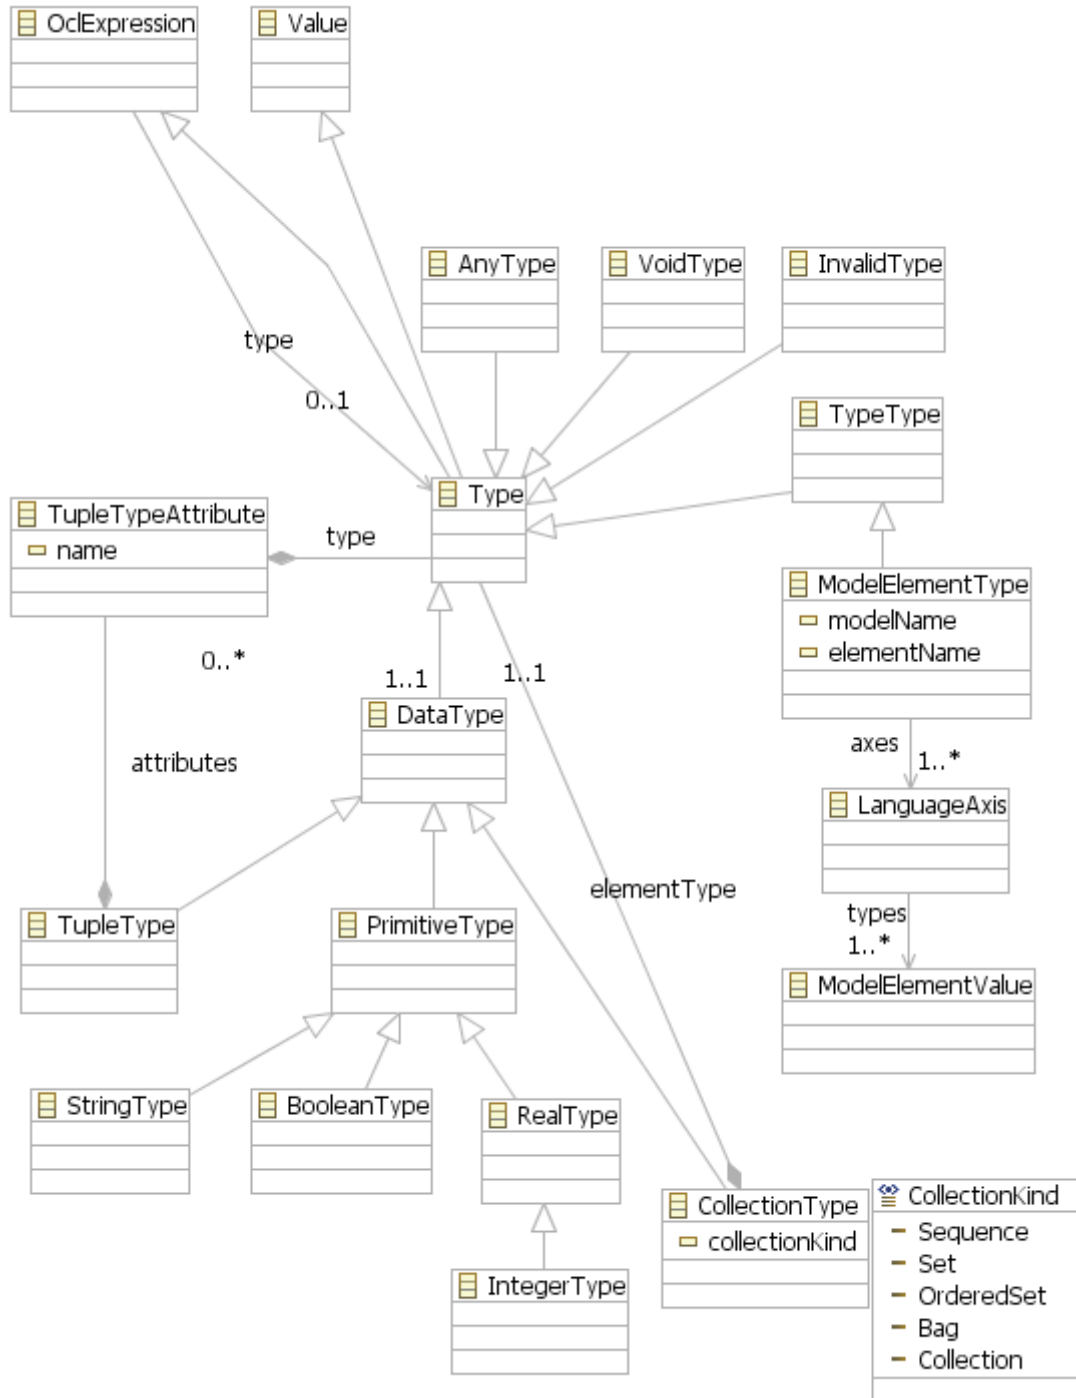 OclExpression
Value
AnyType
VoidType
InvalidType
type
0..1
TypeType
Type
TupleTypeAttribute
name
type
ModelElementType
modelName
elementName
0..*
1..1
1..1
DataType
axes
1..*
attributes
LanguageAxis
elementType
types
1..*
TupleType
PrimitiveType
ModelElementValue
StringType
BooleanType
RealType
CollectionType
collectionKind
CollectionKind
Sequence
Set
OrderedSet
Bag
Collection
IntegerType